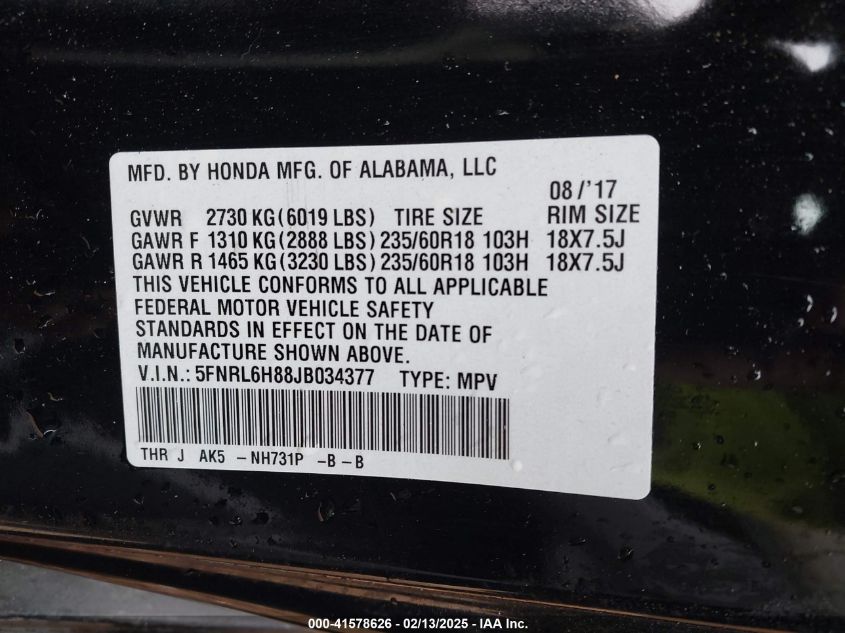 MFD. BY HONDA MFG. OF ALABAMA, LLC
08/'17
GVWR 2730 KG(6019 LBS) TIRE SIZE RIM SIZE
GAWR F 1310 KG(2888 LBS) 235/60R18 103H 18X7.5J
GAWR R 1465 KG(3230 LBS) 235/60R18 103H 18X7.5J
THIS VEHICLE CONFORMS TO ALL APPLICABLE
FEDERAL MOTOR VEHICLE SAFETY
STANDARDS IN EFFECT ON THE DATE OF
MANUFACTURE SHOWN ABOVE.
V.I.N.: 5FNRL6H88JB034377 TYPE: MPV
THR J AK5 – NH731P –B – B
000-41578626 - 02/13/2025 - IAA Inc.